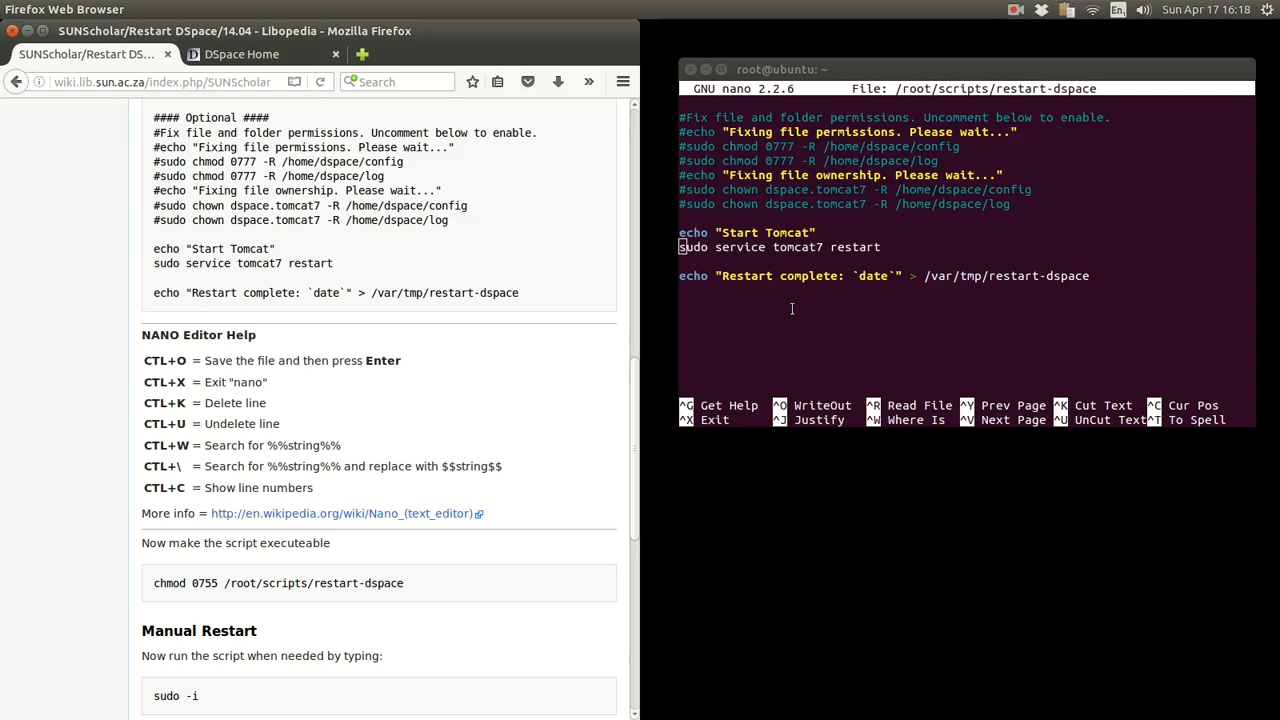 Firefox Web Browser
En
Sun Apr 17 16:18
SUNScholar/Restart DSpace/14.04 - Libopedia - Mozilla Firefox
SUNScholar/Restart DS... ×
DSpace Home ×
wiki.lib.sun.ac.za/index.php/SUNScholar
Search
#### Optional ####
#Fix file and folder permissions. Uncomment below to enable.
#echo "Fixing file permissions. Please wait..."
#sudo chmod 0777 -R /home/dspace/config
#sudo chmod 0777 -R /home/dspace/log
#echo "Fixing file ownership. Please wait..."
#sudo chown dspace.tomcat7 -R /home/dspace/config
#sudo chown dspace.tomcat7 -R /home/dspace/log
echo "Start Tomcat"
sudo service tomcat7 restart
echo "Restart complete: `date`" > /var/tmp/restart-dspace
NANO Editor Help
CTL+O = Save the file and then press Enter
CTL+X = Exit "nano"
CTL+K = Delete line
CTL+U = Undelete line
CTL+W = Search for %%string%%
CTL+\ = Search for %%string%% and replace with $$string$$
CTL+C = Show line numbers
More info = http://en.wikipedia.org/wiki/Nano_(text_editor)
Now make the script executeable
chmod 0755 /root/scripts/restart-dspace
Manual Restart
Now run the script when needed by typing:
sudo -i
root@ubuntu: ~
GNU nano 2.2.6 File: /root/scripts/restart-dspace
#Fix file and folder permissions. Uncomment below to enable.
#echo "Fixing file permissions. Please wait..."
#sudo chmod 0777 -R /home/dspace/config
#sudo chmod 0777 -R /home/dspace/log
#echo "Fixing file ownership. Please wait..."
#sudo chown dspace.tomcat7 -R /home/dspace/config
#sudo chown dspace.tomcat7 -R /home/dspace/log
echo "Start Tomcat"
sudo service tomcat7 restart
echo "Restart complete: `date`" > /var/tmp/restart-dspace
^G Get Help ^O WriteOut ^R Read File ^Y Prev Page ^K Cut Text ^C Cur Pos
^X Exit ^J Justify ^W Where Is ^V Next Page ^U UnCut Text ^T To Spell